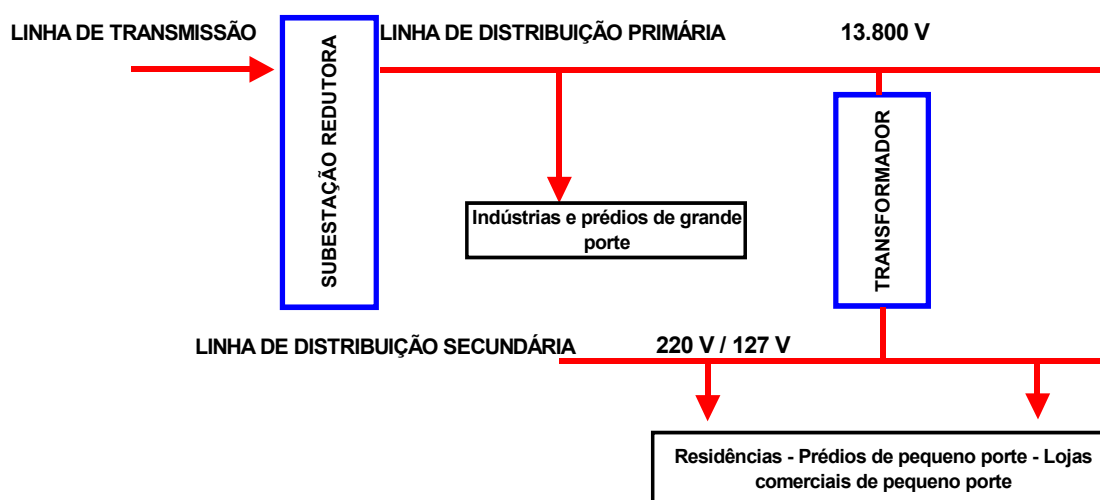 LINHA DE TRANSMISSÃO
SUBESTAÇÃO REDUTORA
LINHA DE DISTRIBUIÇÃO PRIMÁRIA
13.800 V
Indústrias e prédios de grande
porte
TRANSFORMADOR
LINHA DE DISTRIBUIÇÃO SECUNDÁRIA
220 V / 127 V
Residências - Prédios de pequeno porte - Lojas
comerciais de pequeno porte